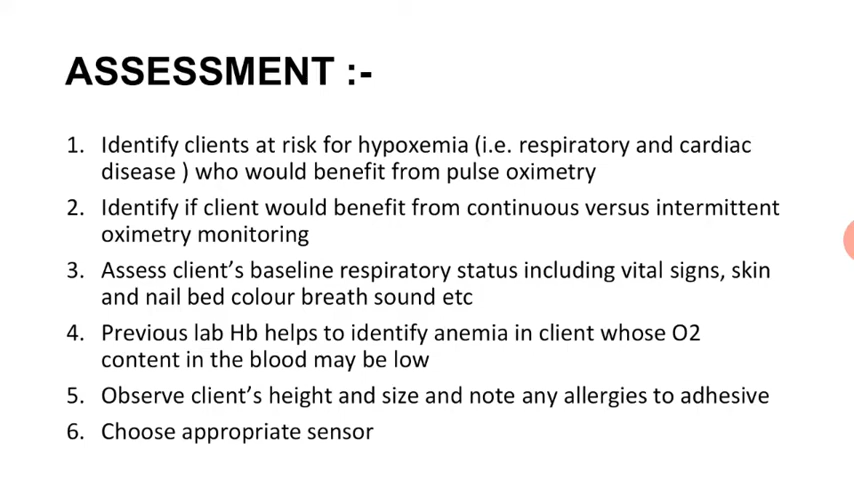 ASSESSMENT :-
1. Identify clients at risk for hypoxemia (i.e. respiratory and cardiac
disease ) who would benefit from pulse oximetry
2. Identify if client would benefit from continuous versus intermittent
oximetry monitoring
3. Assess client's baseline respiratory status including vital signs, skin
and nail bed colour breath sound etc
4. Previous lab Hb helps to identify anemia in client whose O2
content in the blood may be low
5. Observe client's height and size and note any allergies to adhesive
6. Choose appropriate sensor